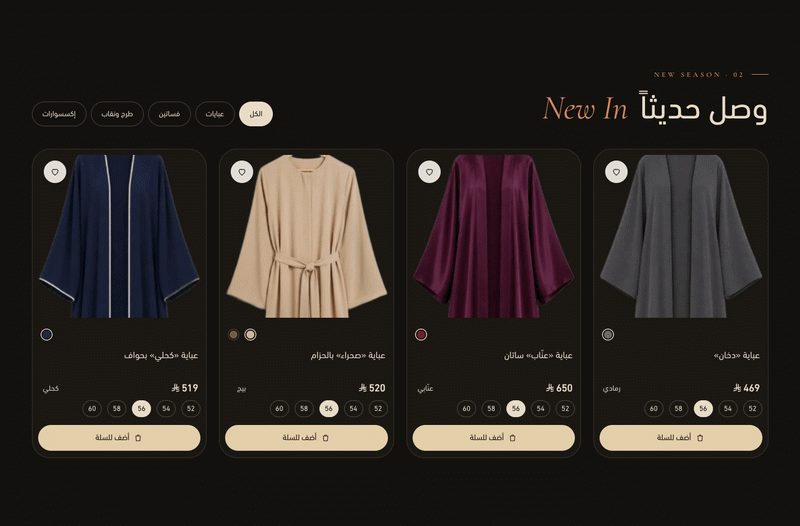 NEW SEASON · 02
وصل حديثاً New In
الكل
عبايات
فساتين
طرح ونقاب
إكسسوارات
عباية «دخان»
469
رمادي
52 54 56 58 60
أضف للسلة
عباية «عنّاب» ساتان
650
عنّابي
52 54 56 58 60
أضف للسلة
عباية «صحراء» بالحزام
520
بيج
52 54 56 58 60
أضف للسلة
عباية «كحلي» بحواف
519
كحلي
52 54 56 58 60
أضف للسلة